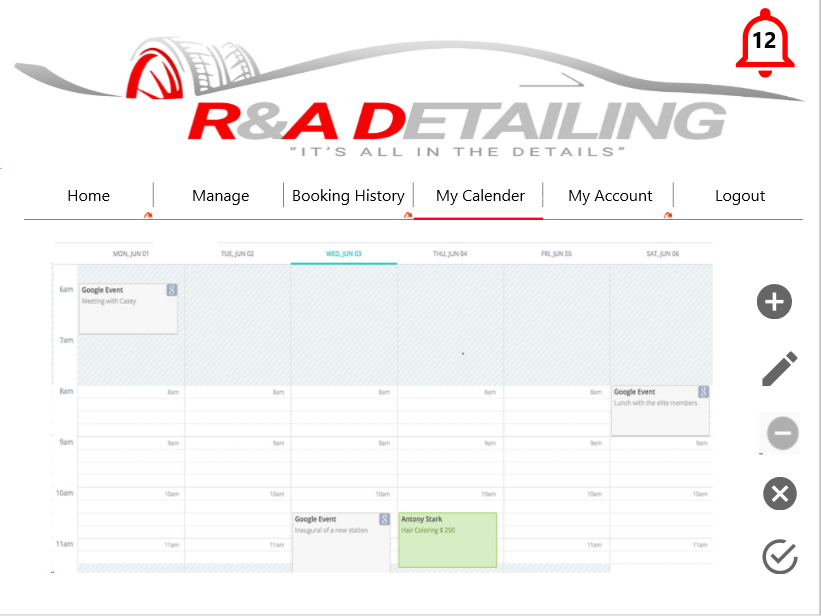 12
R&A DETAILING
"IT'S ALL IN THE DETAILS"
Home Manage Booking History My Calender My Account Logout
MON, JUN 01 TUE, JUN 02 WED, JUN 03 THU, JUN 04 FRI, JUN 05 SAT, JUN 06
6am Google Event 8
Meeting with Casey
7am
8am 8am 8am 8am 8am 8am Google Event 8
Lunch with the elite members
9am 9am 9am 9am 9am 9am 9am
10am 10am 10am 10am 10am 10am 10am
Google Event 8 Antony Stark
Inaugural of a new station Hair Coloring $ 250
11am 11am 11am 11am 11am